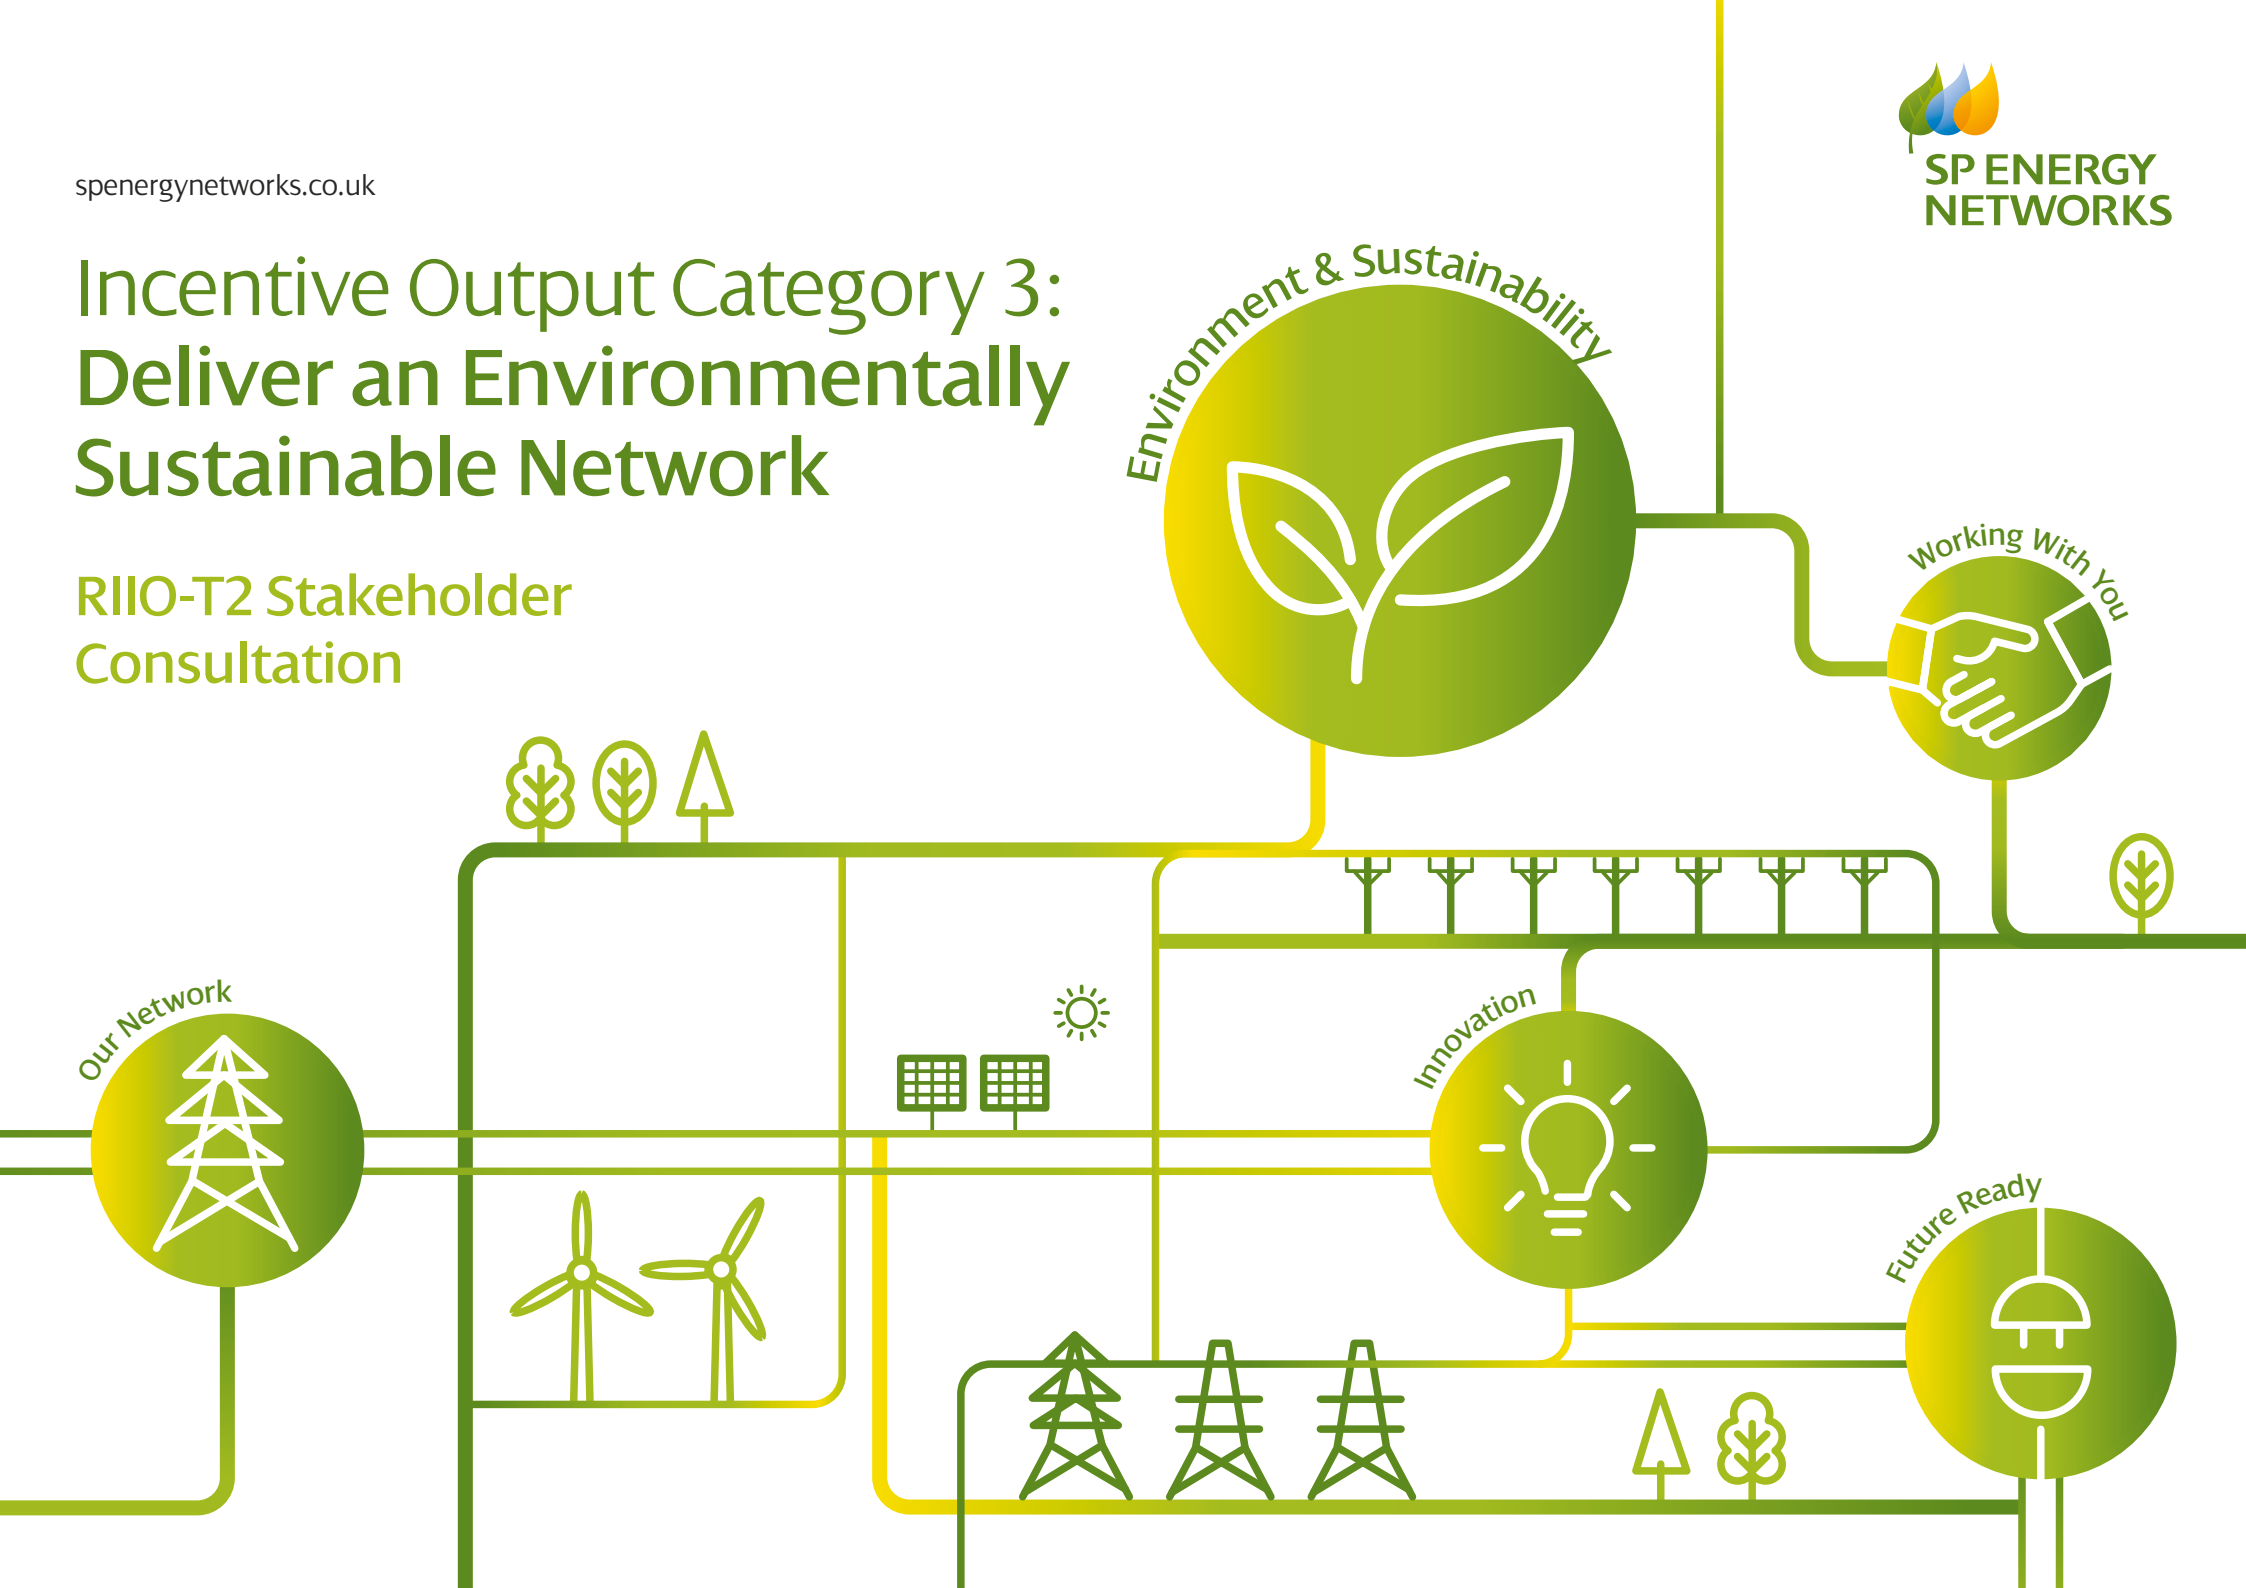 spenergynetworks.co.uk
SP ENERGY
NETWORKS
Incentive Output Category 3:
Deliver an Environmentally
Sustainable Network
RIIO-T2 Stakeholder
Consultation
Environment & Sustainability
Working With You
Our Network
Innovation
Future Ready